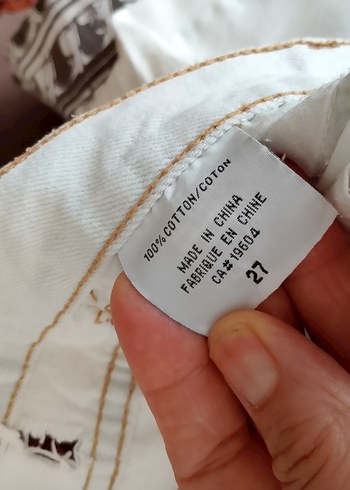 100% COTTON/COTON
MADE IN CHINA
FABRIQUE EN CHINE
CA# 19604
27